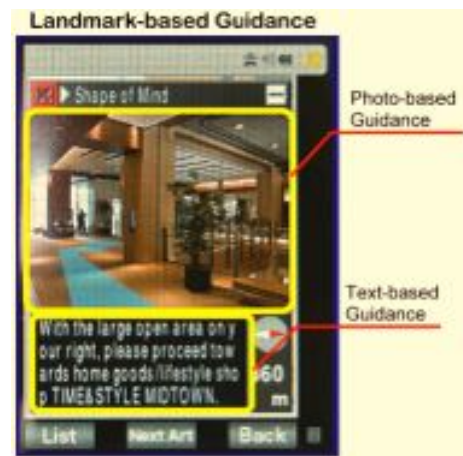 Landmark-based Guidance
Shape of Mind
Photo-based
Guidance
With the large open area on y
our right, please proceed tow
ards home goods/lifestyle sho
p TIME&STYLE MIDTOWN.
Text-based
Guidance
60
m
List Next Art Back